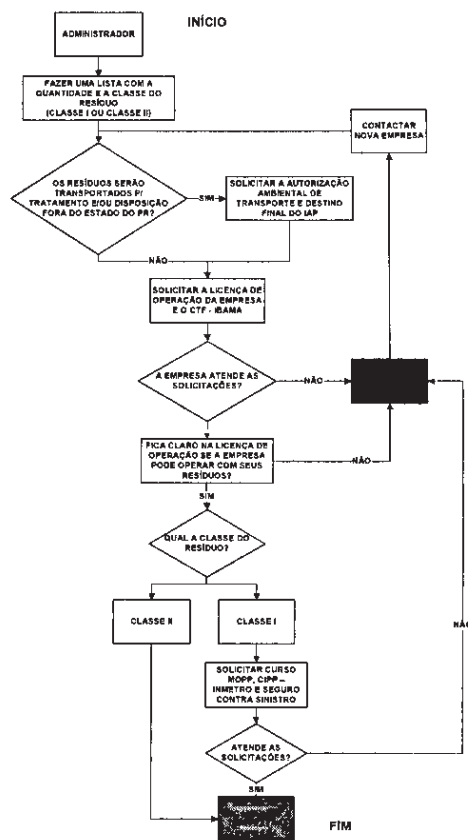 INÍCIO
ADMINISTRADOR
FAZER UMA LISTA COM A
QUANTIDADE E A CLASSE DO
RESÍDUO
(CLASSE I OU CLASSE II)
CONTACTAR
NOVA EMPRESA
OS RESÍDUOS SERÃO
TRANSPORTADOS P/
TRATAMENTO E/OU DISPOSIÇÃO
FORA DO ESTADO DO PR?
SIM
SOLICITAR A AUTORIZAÇÃO
AMBIENTAL DE
TRANSPORTE E DESTINO
FINAL DO IAP
NÃO
SOLICITAR A LICENÇA DE
OPERAÇÃO DA EMPRESA
E O CTF - IBAMA
A EMPRESA ATENDE AS
SOLICITAÇÕES?
NÃO
FICA CLARO NA LICENÇA DE
OPERAÇÃO SE A EMPRESA
PODE OPERAR COM SEUS
RESÍDUOS?
NÃO
SIM
QUAL A CLASSE DO
RESÍDUO?
CLASSE II
CLASSE I
NÃO
SOLICITAR CURSO
MOPP, CIPP –
INMETRO E SEGURO
CONTRA SINISTRO
ATENDE AS
SOLICITAÇÕES?
SIM
FIM